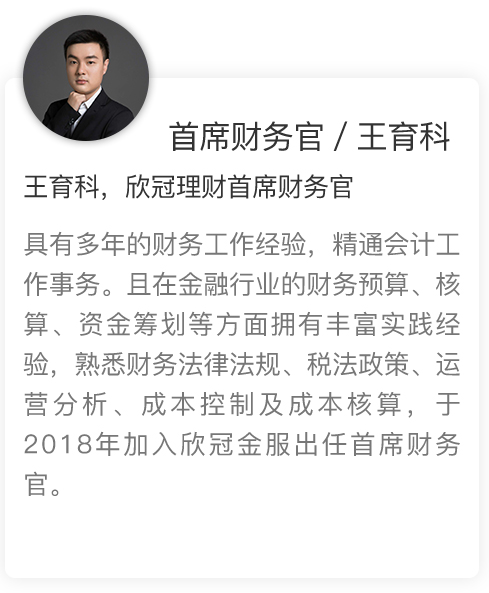 首席财务官 / 王育科
王育科，欣冠理财首席财务官
具有多年的财务工作经验，精通会计工
作事务。且在金融行业的财务预算、核
算、资金筹划等方面拥有丰富实践经
验，熟悉财务法律法规、税法政策、运
营分析、成本控制及成本核算，于
2018年加入欣冠金服出任首席财务
官。